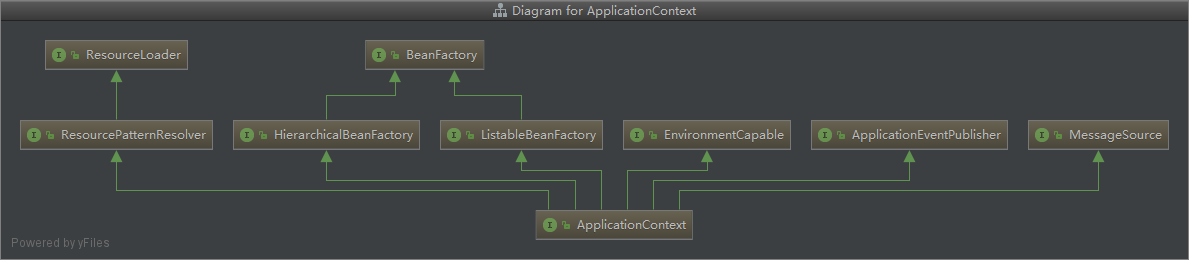 Diagram for ApplicationContext
ResourceLoader
BeanFactory
ResourcePatternResolver
HierarchicalBeanFactory
ListableBeanFactory
EnvironmentCapable
ApplicationEventPublisher
MessageSource
ApplicationContext
Powered by yFiles